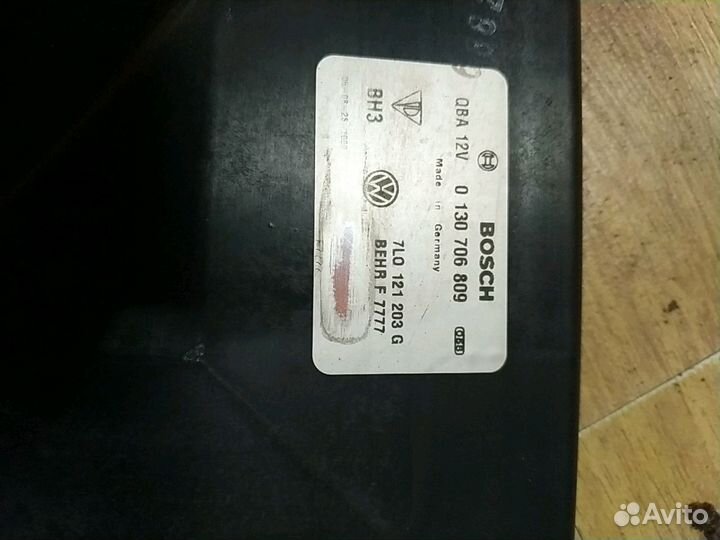 BOSCH
QBA 12V 0 130 706 809
Made in Germany
BH3
7L0 121 203 G
BEHR F 7777
Avito